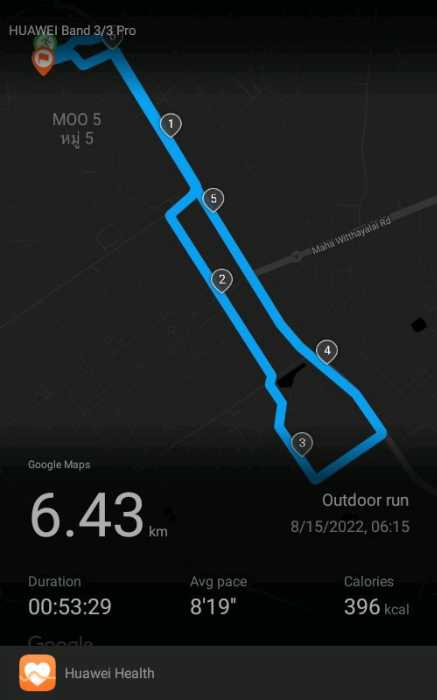 HUAWEI Band 3/3 Pro
6
1
MOO 5
หมู่ 5
5
Maha Witthayalai Rd
2
4
3
Google Maps
6.43 km
Outdoor run
8/15/2022, 06:15
Duration
Avg pace
Calories
00:53:29
8'19"
396 kcal
Google
Huawei Health